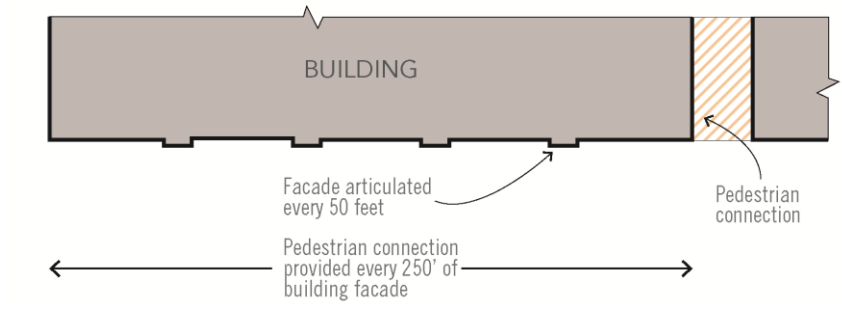 BUILDING
Facade articulated
every 50 feet
Pedestrian
connection
Pedestrian connection
provided every 250' of
building facade